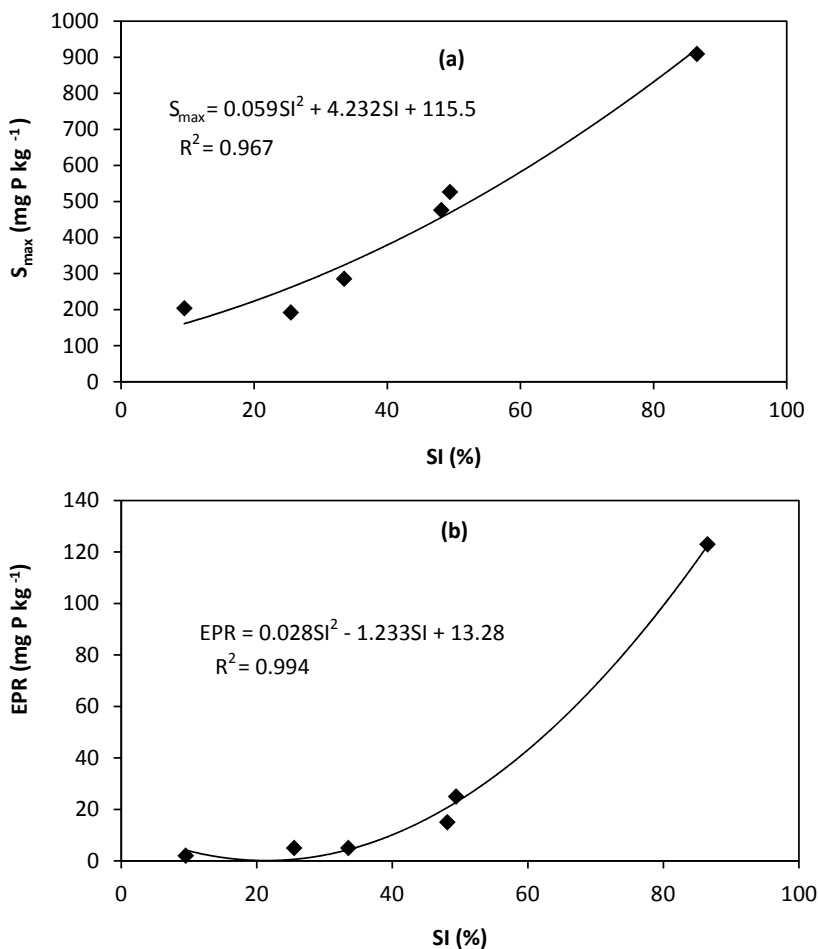 (a)
S_max = 0.059SI² + 4.232SI + 115.5
R² = 0.967
S_max (mg P kg⁻¹)
1000
900
800
700
600
500
400
300
200
100
0
0 20 40 60 80 100
SI (%)
(b)
EPR = 0.028SI² - 1.233SI + 13.28
R² = 0.994
EPR (mg P kg⁻¹)
140
120
100
80
60
40
20
0
0 20 40 60 80 100
SI (%)